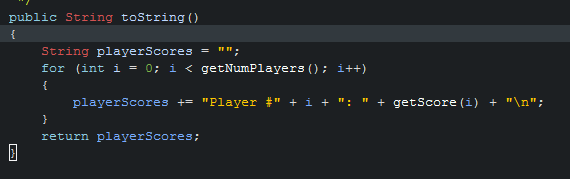 */
public String toString()
{
String playerScores = "";
for (int i = 0; i < getNumPlayers(); i++)
{
playerScores += "Player #" + i + ": " + getScore(i) + "\n";
}
return playerScores;
}